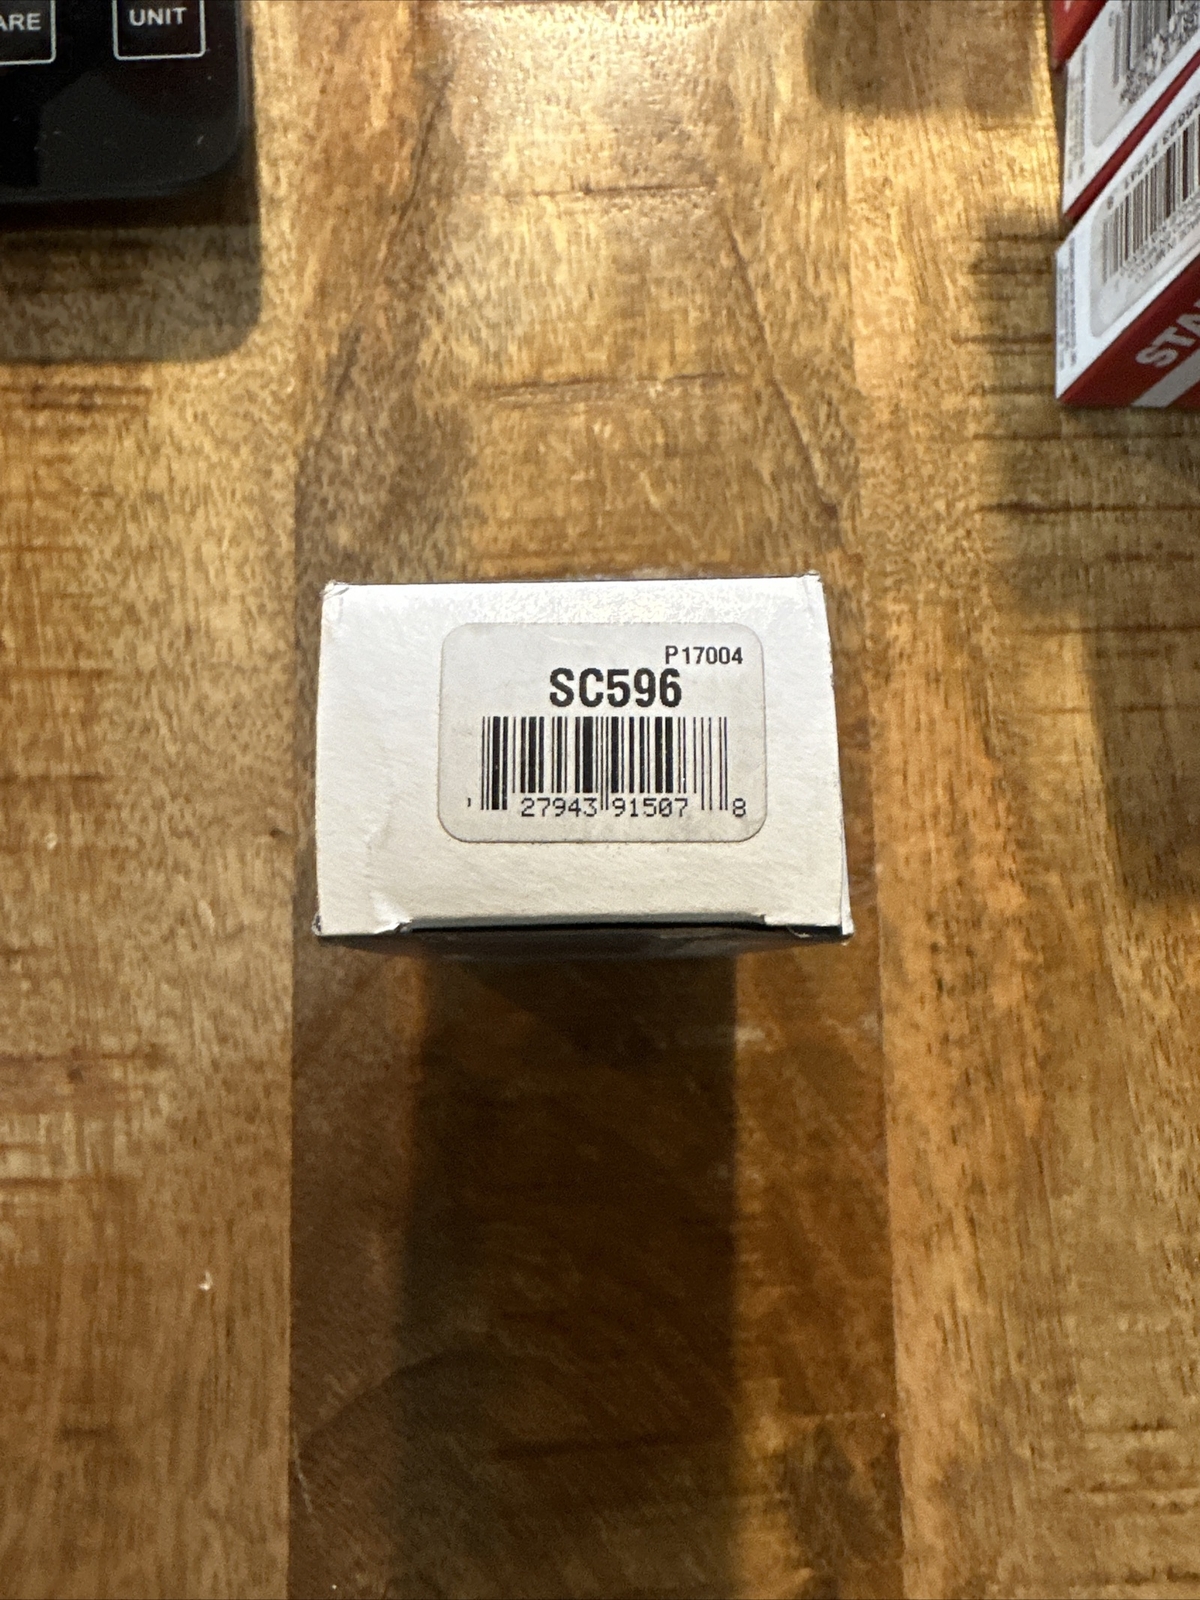 ARE
UNIT
STA
P17004
SC596
1 27943 91507 8